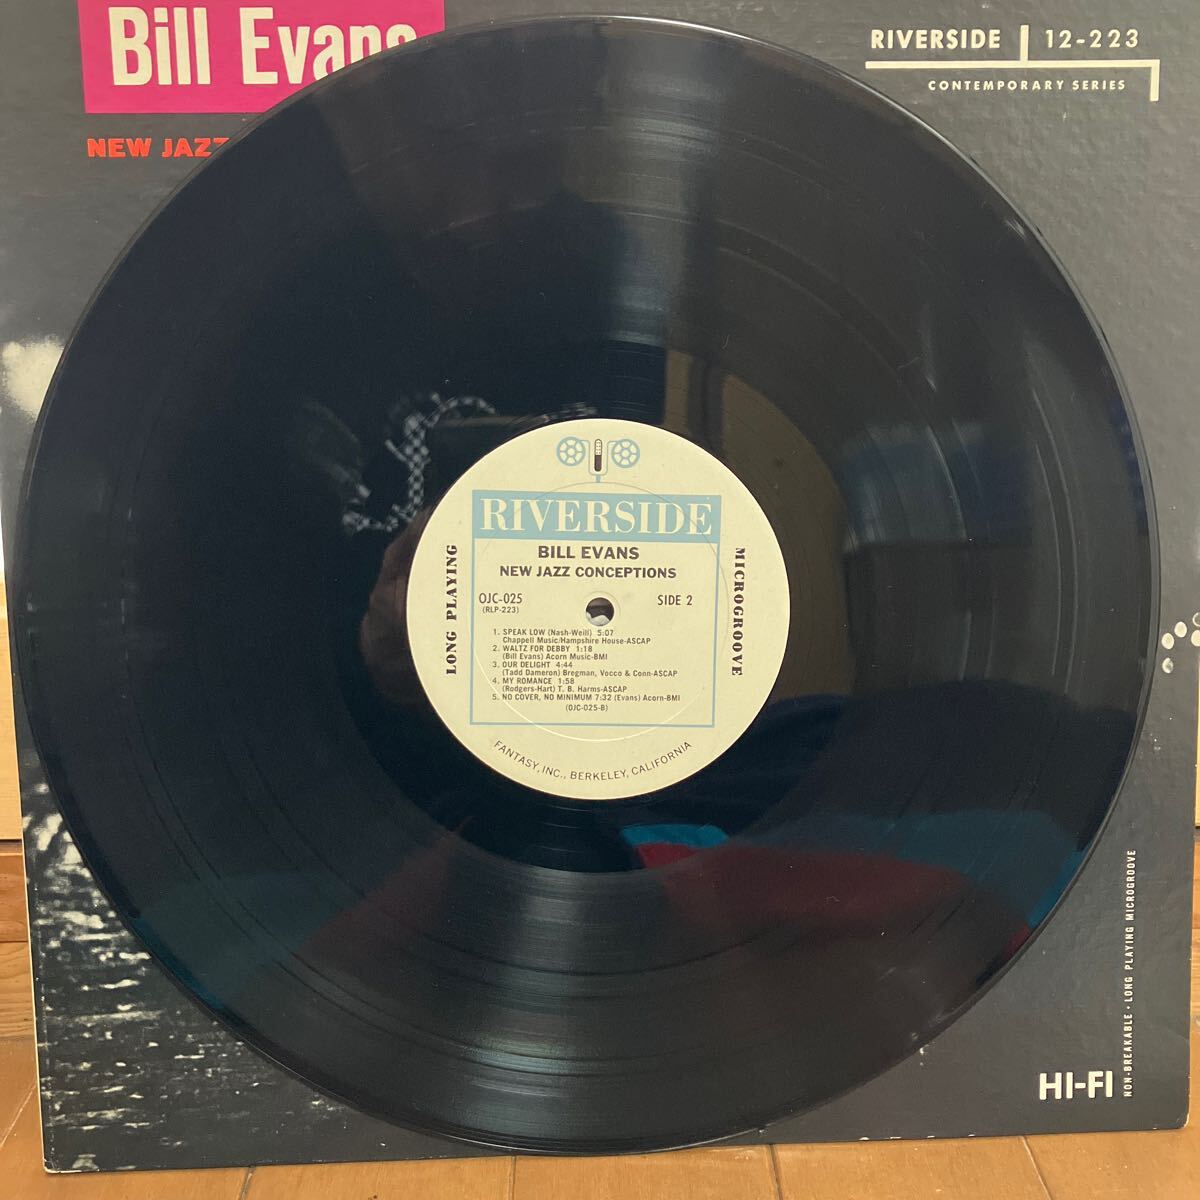 Bill Evans
NEW JAZZ
RIVERSIDE 12-223
CONTEMPORARY SERIES
RIVERSIDE
BILL EVANS
NEW JAZZ CONCEPTIONS
OJC-025 SIDE 2
(RLP-223)
1. SPEAK LOW (Nash-Weill) 5:07
Chappell Music/Hampshire House-ASCAP
2. WALTZ FOR DEBBY 1:18
(Bill Evans) Acorn Music-BMI
3. OUR DELIGHT 4:44
(Tadd Dameron) Bregman, Vocco & Conn-ASCAP
4. MY ROMANCE 1:58
(Rodgers-Hart) T. B. Harms-ASCAP
5. NO COVER, NO MINIMUM 7:32 (Evans) Acorn-BMI
(OJC-025-B)
LONG PLAYING
MICROGROOVE
FANTASY, INC., BERKELEY, CALIFORNIA
HI-FI
NON-BREAKABLE · LONG PLAYING MICROGROOVE